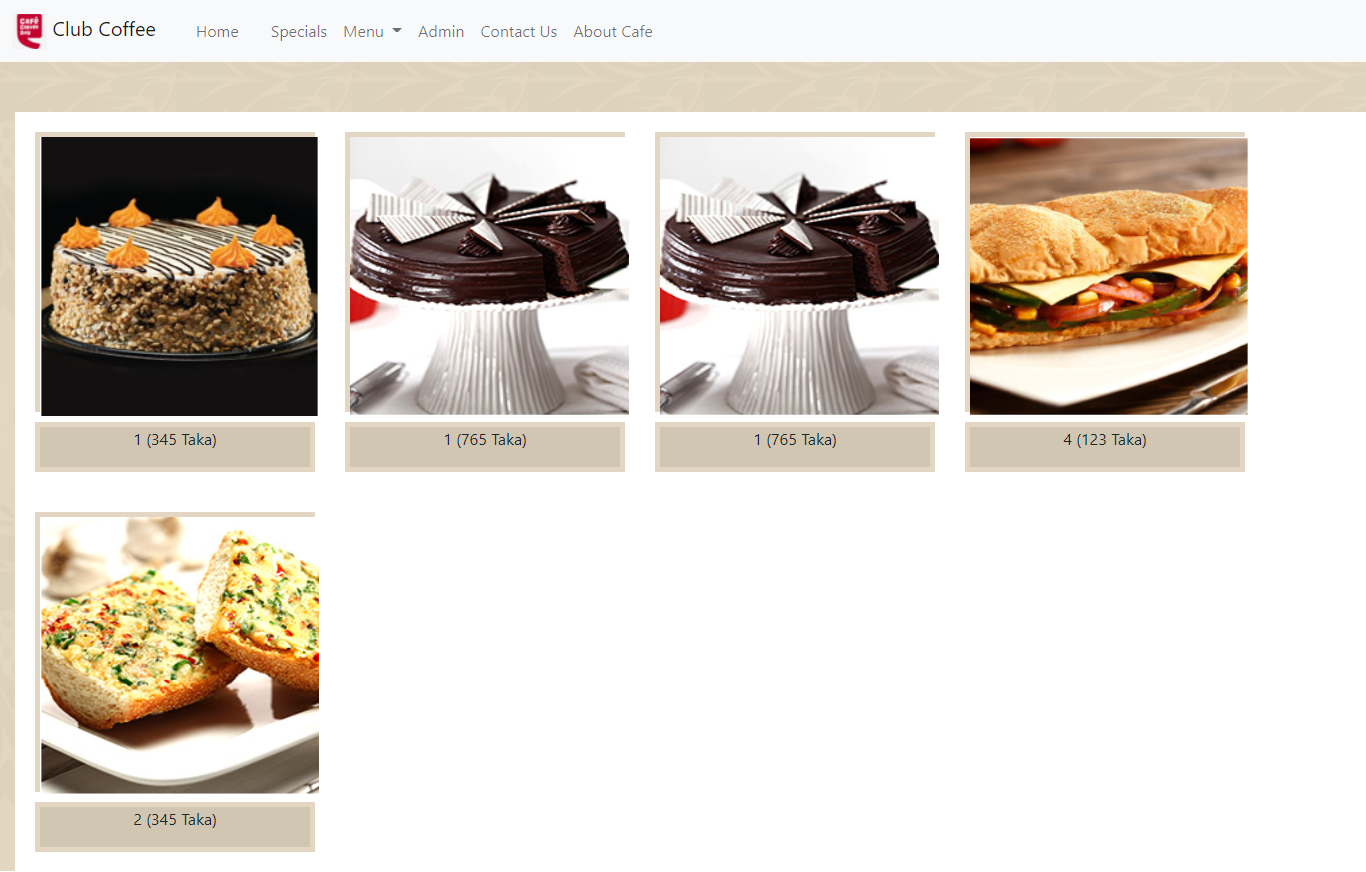 Café
Coffee
Day
Club Coffee
Home
Specials
Menu
Admin
Contact Us
About Cafe
1 (345 Taka)
1 (765 Taka)
1 (765 Taka)
4 (123 Taka)
2 (345 Taka)